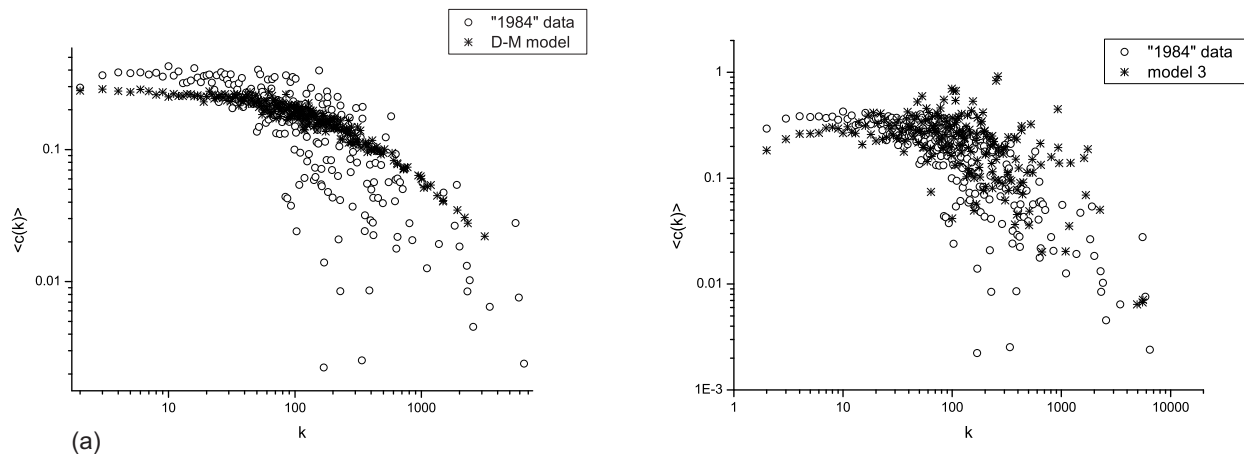 "1984" data
D-M model
0.1
0.01
<c(k)>
10
100
1000
k
(a)
"1984" data
model 3
1
0.1
0.01
1E-3
<c(k)>
1
10
100
1000
10000
k